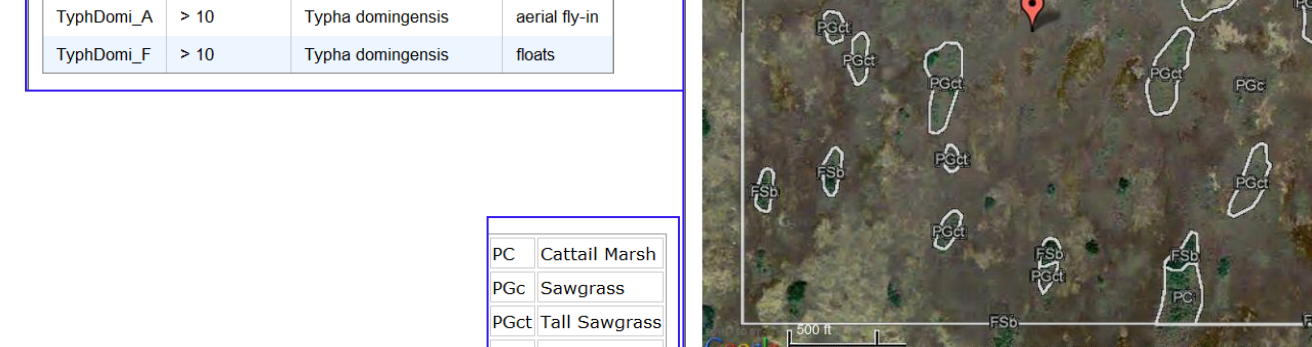 TyphDomi_A > 10 Typha domingensis aerial fly-in
TyphDomi_F > 10 Typha domingensis floats
PC Cattail Marsh
PGc Sawgrass
PGct Tall Sawgrass
PGct
PGct
PGct
PGct
PGc
PGct
FSb
FSb
PGct
PGct
FSb
PGct
FSb
PC
FSb
500 ft